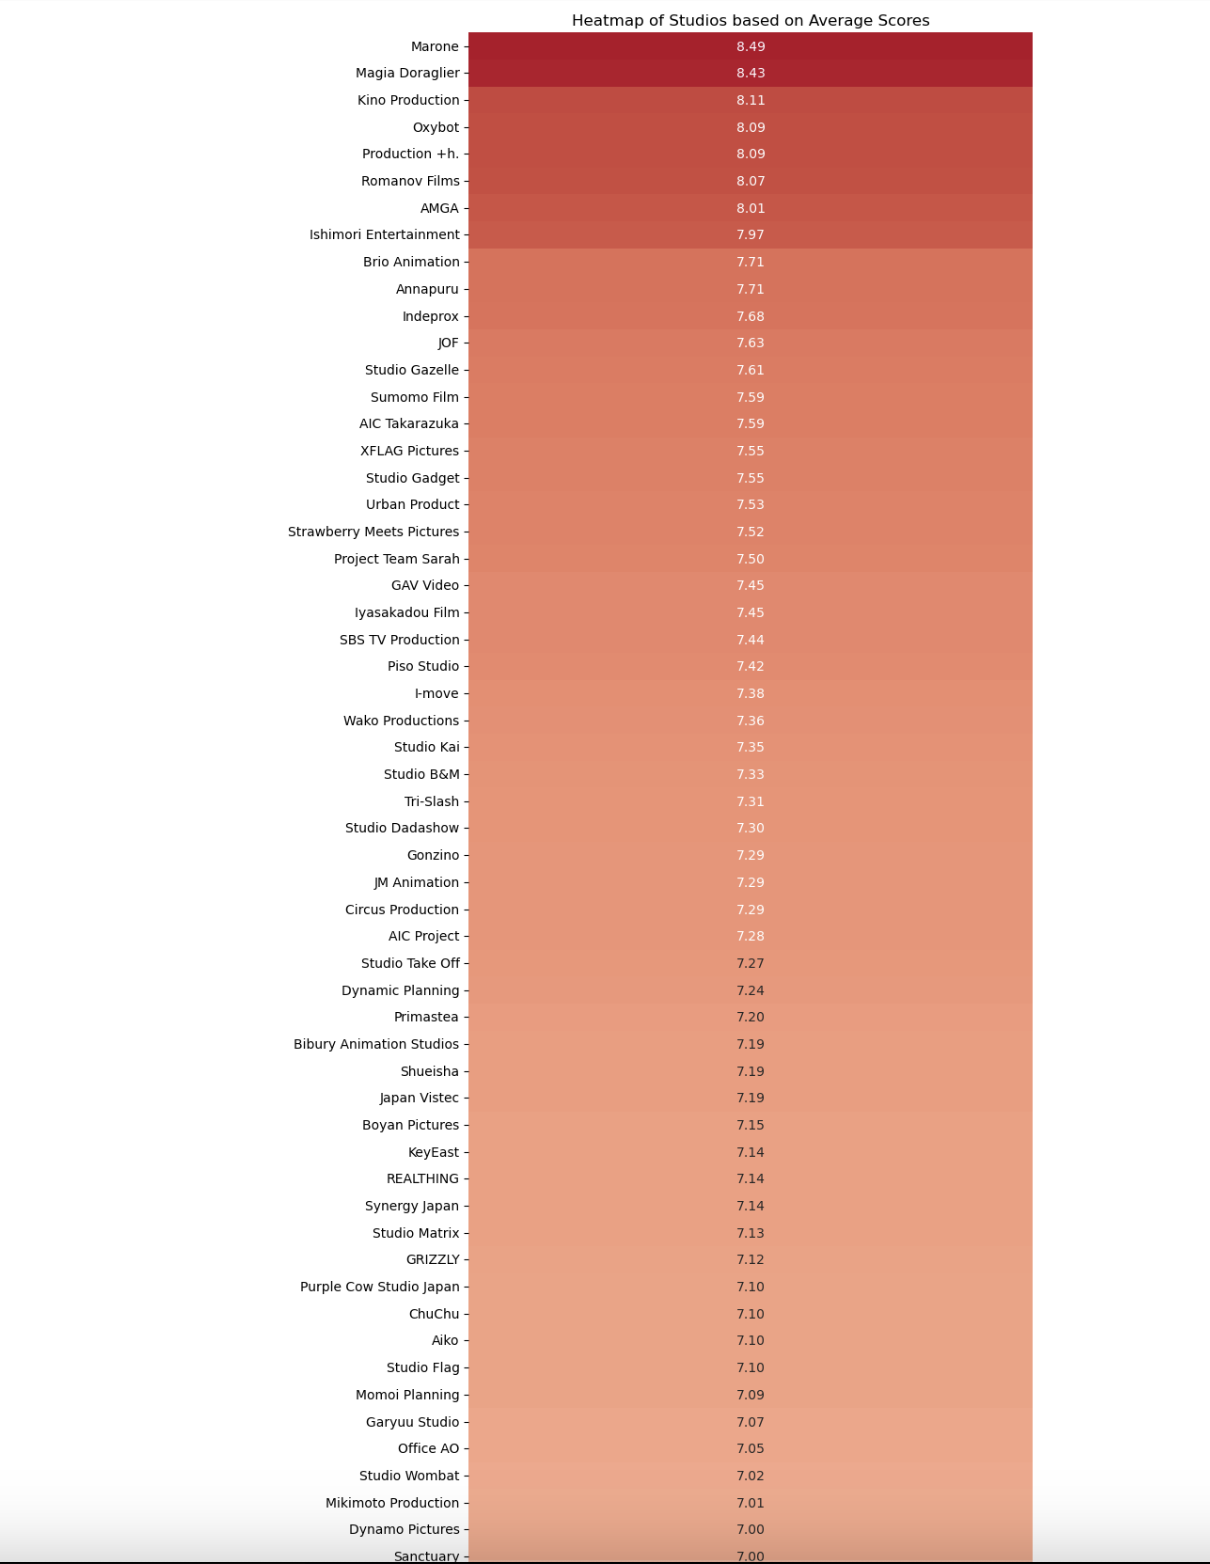 Heatmap of Studios based on Average Scores
Marone 8.49
Magia Doraglier 8.43
Kino Production 8.11
Oxybot 8.09
Production +h. 8.09
Romanov Films 8.07
AMGA 8.01
Ishimori Entertainment 7.97
Brio Animation 7.71
Annapuru 7.71
Indeprox 7.68
JOF 7.63
Studio Gazelle 7.61
Sumomo Film 7.59
AIC Takarazuka 7.59
XFLAG Pictures 7.55
Studio Gadget 7.55
Urban Product 7.53
Strawberry Meets Pictures 7.52
Project Team Sarah 7.50
GAV Video 7.45
Iyasakadou Film 7.45
SBS TV Production 7.44
Piso Studio 7.42
I-move 7.38
Wako Productions 7.36
Studio Kai 7.35
Studio B&M 7.33
Tri-Slash 7.31
Studio Dadashow 7.30
Gonzino 7.29
JM Animation 7.29
Circus Production 7.29
AIC Project 7.28
Studio Take Off 7.27
Dynamic Planning 7.24
Primastea 7.20
Bibury Animation Studios 7.19
Shueisha 7.19
Japan Vistec 7.19
Boyan Pictures 7.15
KeyEast 7.14
REALTHING 7.14
Synergy Japan 7.14
Studio Matrix 7.13
GRIZZLY 7.12
Purple Cow Studio Japan 7.10
ChuChu 7.10
Aiko 7.10
Studio Flag 7.10
Momoi Planning 7.09
Garyuu Studio 7.07
Office AO 7.05
Studio Wombat 7.02
Mikimoto Production 7.01
Dynamo Pictures 7.00
Sanctuary 7.00